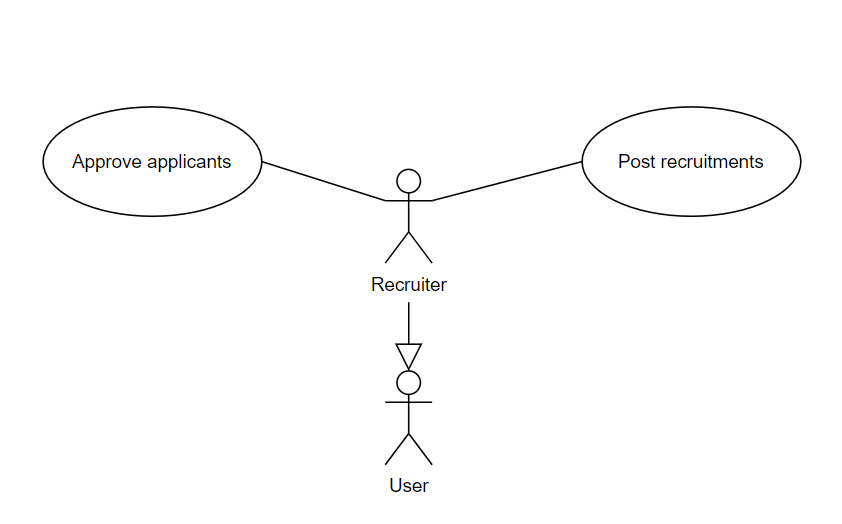 Approve applicants
Post recruitments
Recruiter
User